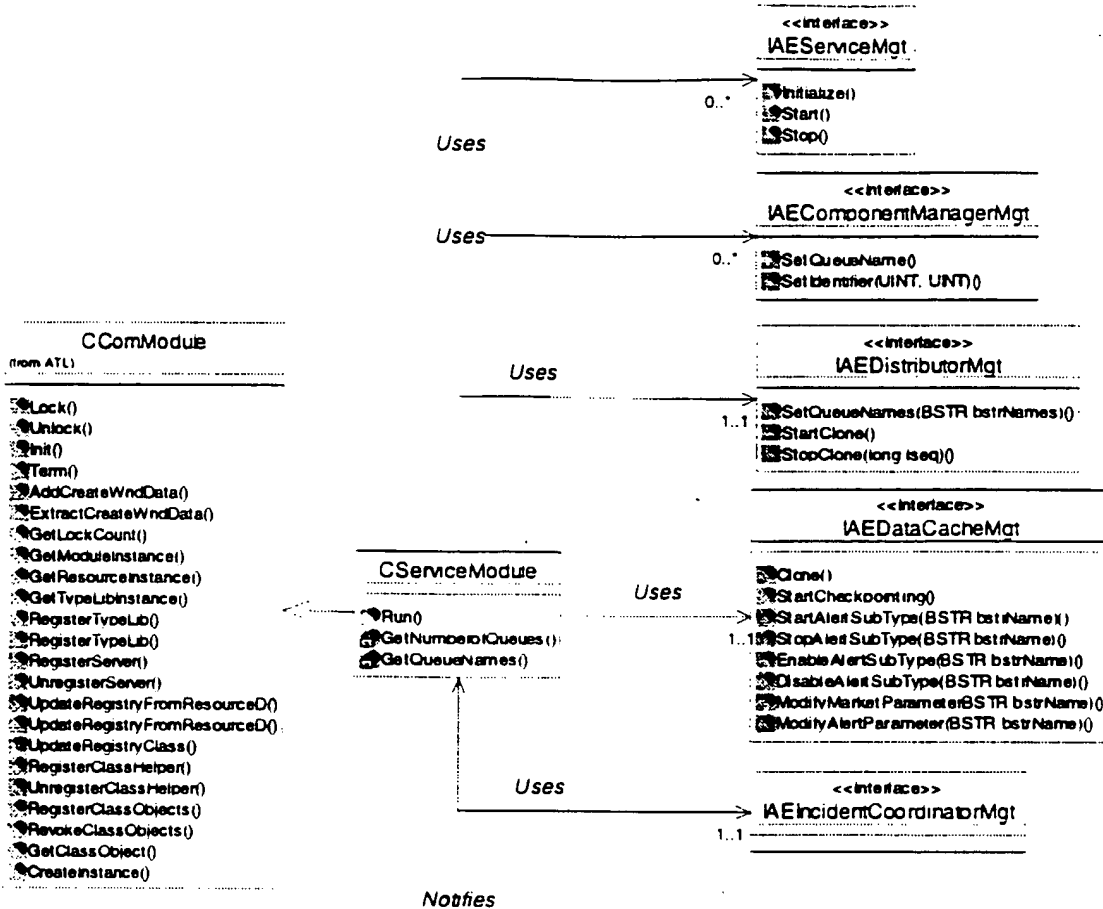 <<interface>>
IAEServiceMgt
Initialize()
Start()
Stop()
0..*
Uses
<<interface>>
IAEComponentManagerMgt
SetQueueName()
SetIdentifier(UINT, UINT)()
Uses
0..*
<<interface>>
IAEDistributorMgt
SetQueueNames(BSTR bstrNames)()
StartClone()
StopClone(long lseq)()
Uses
1..1
CComModule
(from ATL)
Lock()
Unlock()
Init()
Term()
AddCreateWndData()
ExtractCreateWndData()
GetLockCount()
GetModuleInstance()
GetResourceInstance()
GetTypeLibInstance()
RegisterTypeLib()
RegisterTypeLib()
RegisterServer()
UnregisterServer()
UpdateRegistryFromResourceD()
UpdateRegistryFromResourceD()
UpdateRegistryClass()
RegisterClassHelper()
UnregisterClassHelper()
RegisterClassObjects()
RevokeClassObjects()
GetClassObject()
CreateInstance()
CServiceModule
Run()
GetNumberofQueues()
GetQueueNames()
Uses
1..1
<<interface>>
IAEDataCacheMgt
Clone()
StartCheckpointing()
StartAlertSubType(BSTR bstrName)()
StopAlertSubType(BSTR bstrName)()
EnableAlertSubType(BSTR bstrName)()
DisableAlertSubType(BSTR bstrName)()
ModifyMarketParameterBSTR bstrName)()
ModifyAlertParameter(BSTR bstrName)()
Uses
1..1
<<interface>>
IAEIncidentCoordinatorMgt
Notifies